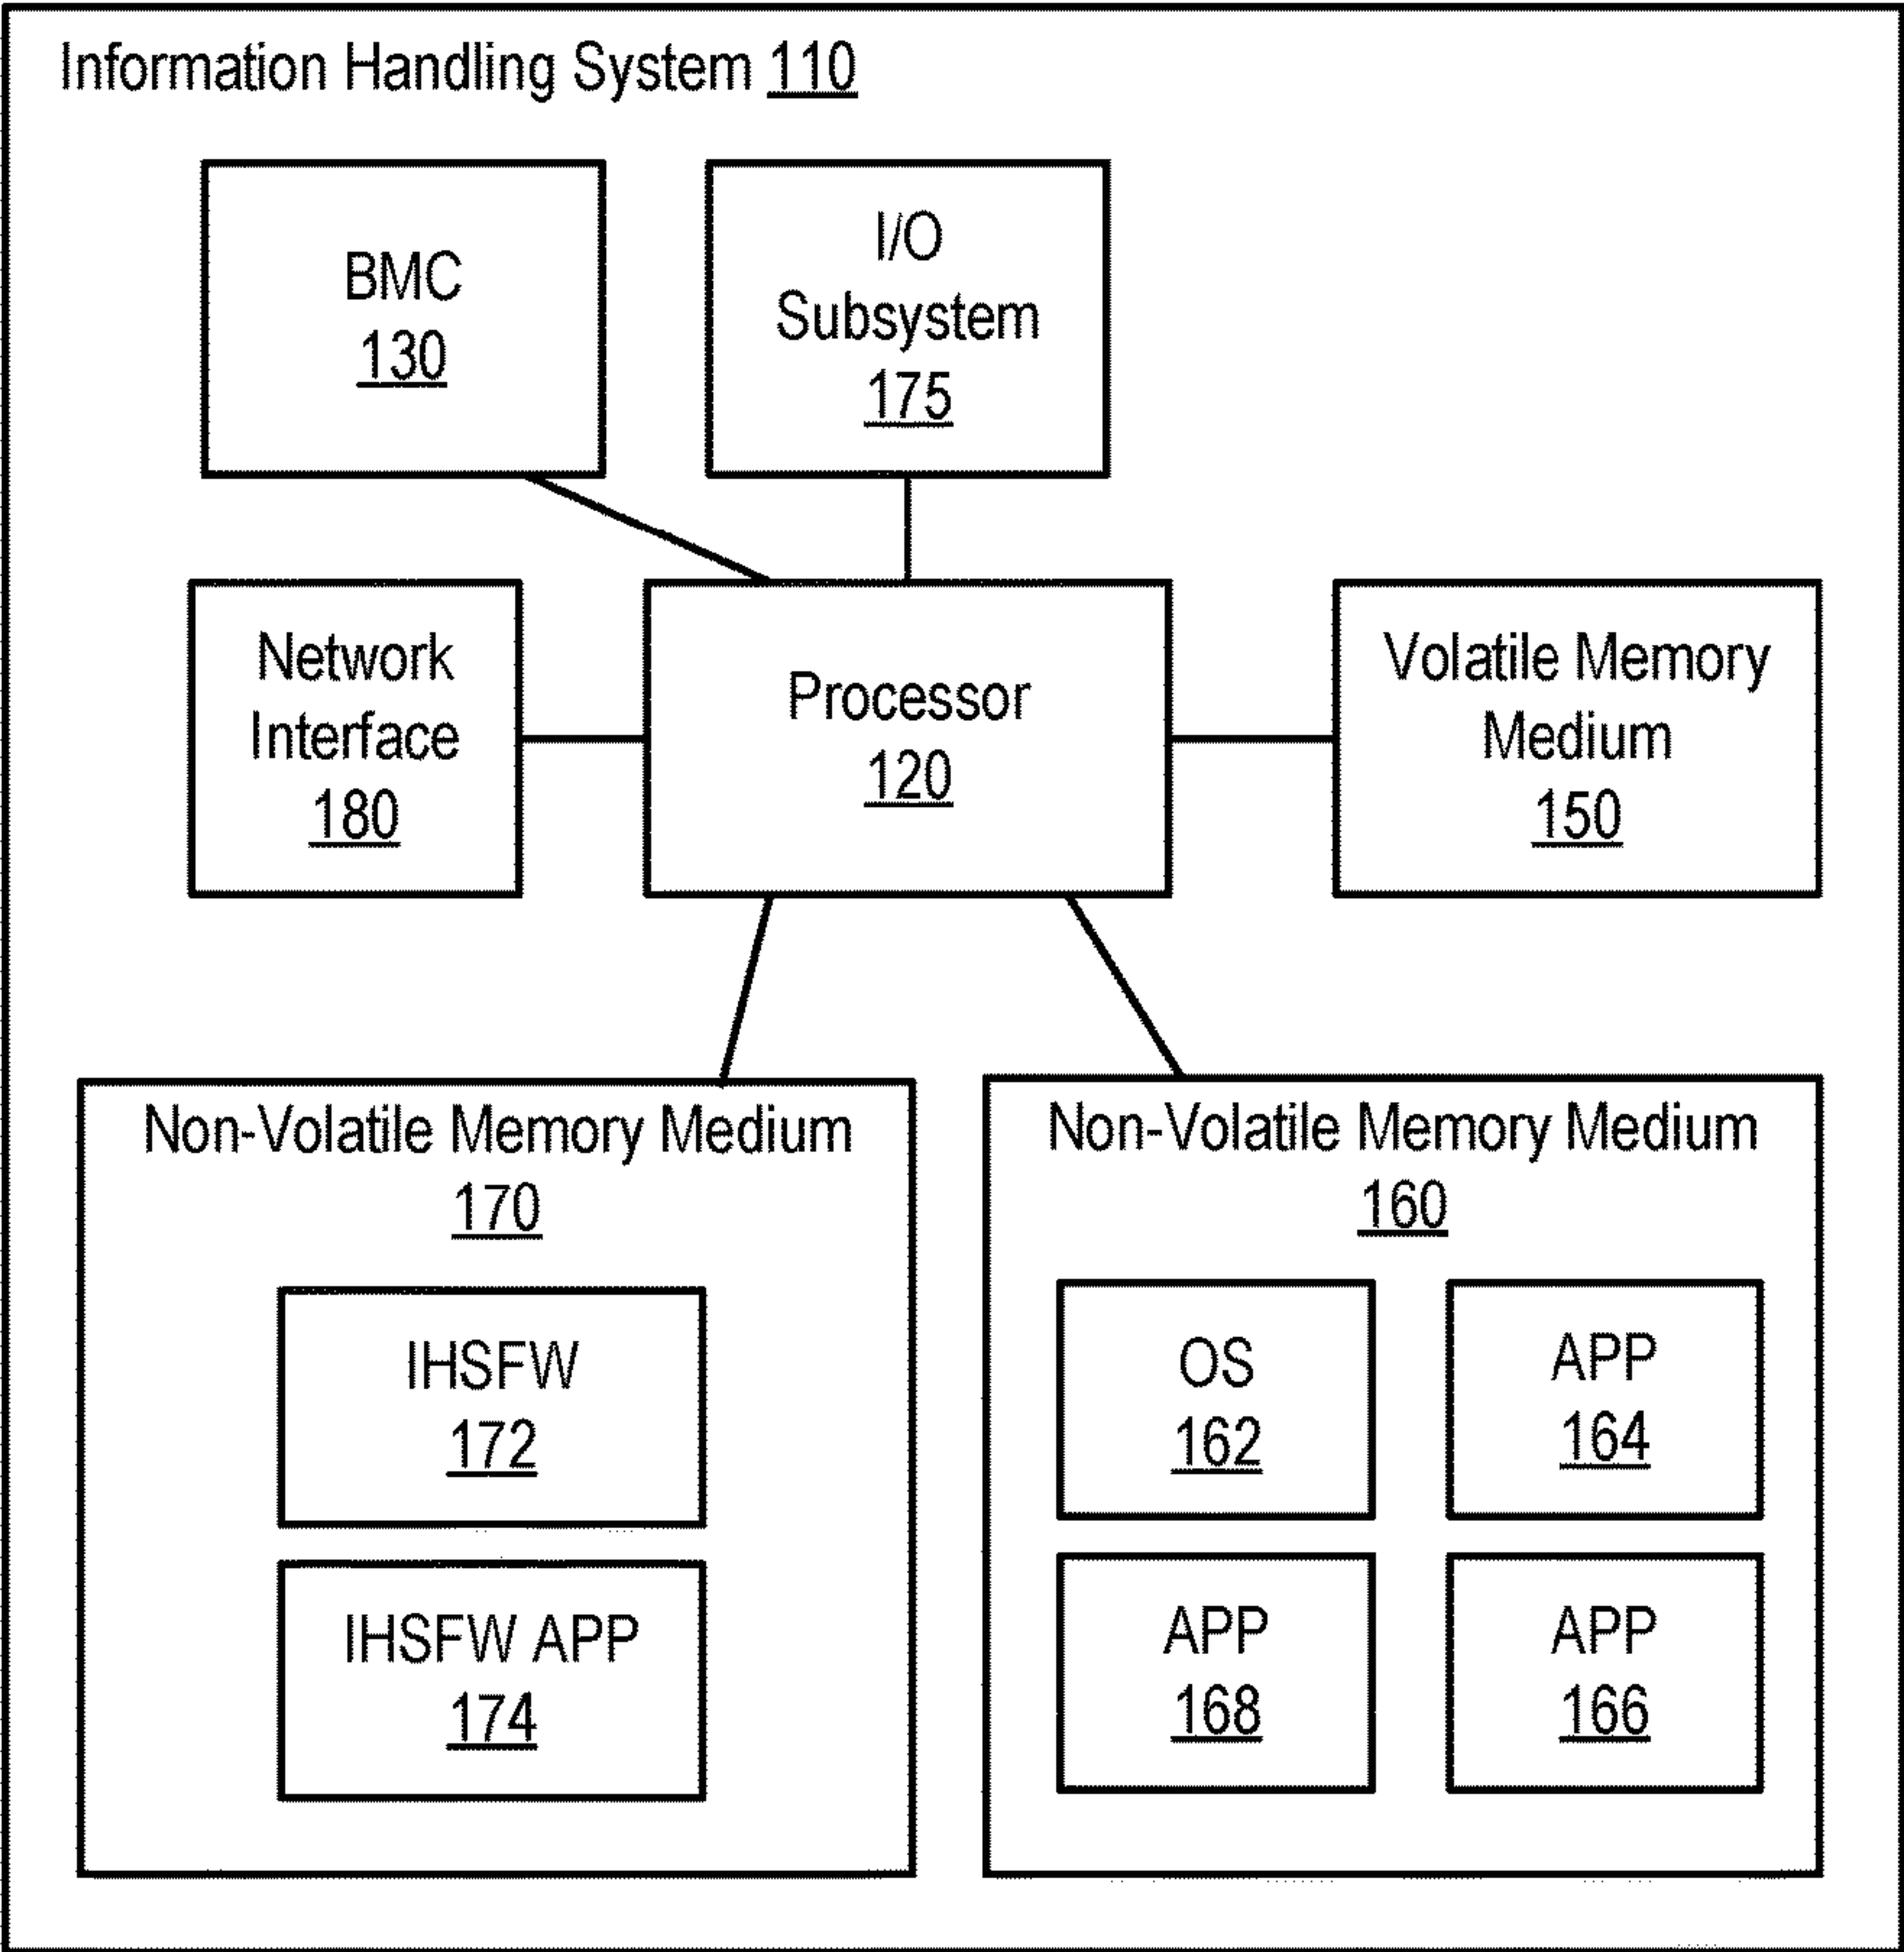 Information Handling System 110
BMC
130
I/O
Subsystem
175
Network
Interface
180
Processor
120
Volatile Memory
Medium
150
Non-Volatile Memory Medium
170
IHSFW
172
IHSFW APP
174
Non-Volatile Memory Medium
160
OS
162
APP
164
APP
168
APP
166